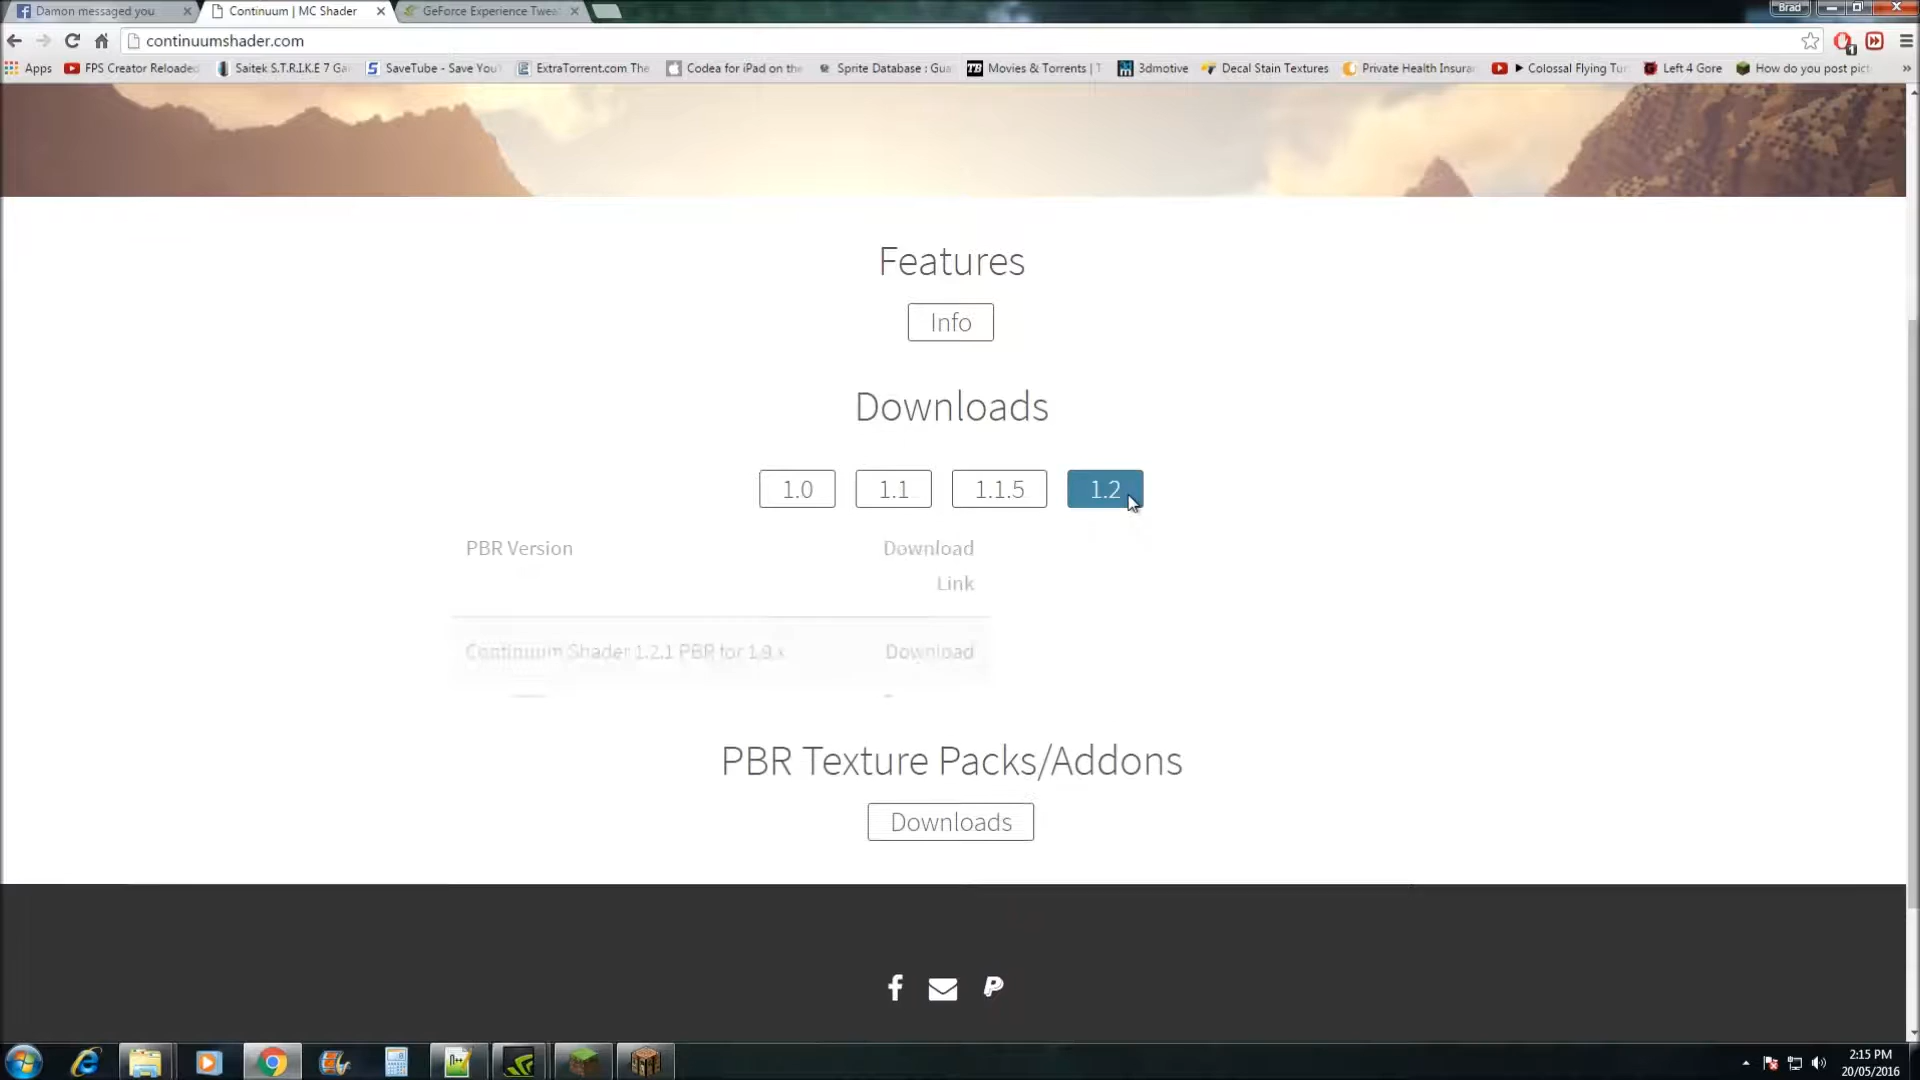 Damon messaged you
Continuum | MC Shader
GeForce Experience Twea
Brad
continuumshader.com
1
Apps
FPS Creator Reloaded
Saitek S.T.R.I.K.E 7 Ga
SaveTube - Save You
ExtraTorrent.com The
Codea for iPad on the
Sprite Database : Gua
TB
Movies & Torrents | T
3dmotive
Decal Stain Textures
Private Health Insura
► Colossal Flying Tur
Left 4 Gore
How do you post pict
»
Features
Info
Downloads
1.0
1.1
1.1.5
1.2
PBR Version
Download
Link
Continuum Shader 1.2.1 PBR for 1.9.x
Download
PBR Texture Packs/Addons
Downloads
2:15 PM
20/05/2016